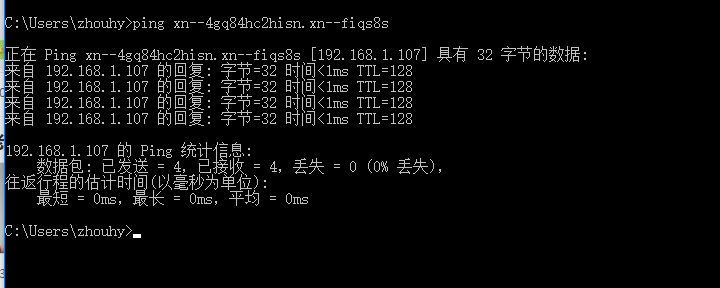 C:\Users\zhouhy>ping xn--4gq84hc2hisn.xn--fiqs8s
正在 Ping xn--4gq84hc2hisn.xn--fiqs8s [192.168.1.107] 具有 32 字节的数据:
来自 192.168.1.107 的回复: 字节=32 时间<1ms TTL=128
来自 192.168.1.107 的回复: 字节=32 时间<1ms TTL=128
来自 192.168.1.107 的回复: 字节=32 时间<1ms TTL=128
来自 192.168.1.107 的回复: 字节=32 时间<1ms TTL=128
192.168.1.107 的 Ping 统计信息:
数据包: 已发送 = 4, 已接收 = 4, 丢失 = 0 (0% 丢失),
往返行程的估计时间(以毫秒为单位):
最短 = 0ms, 最长 = 0ms, 平均 = 0ms
C:\Users\zhouhy>